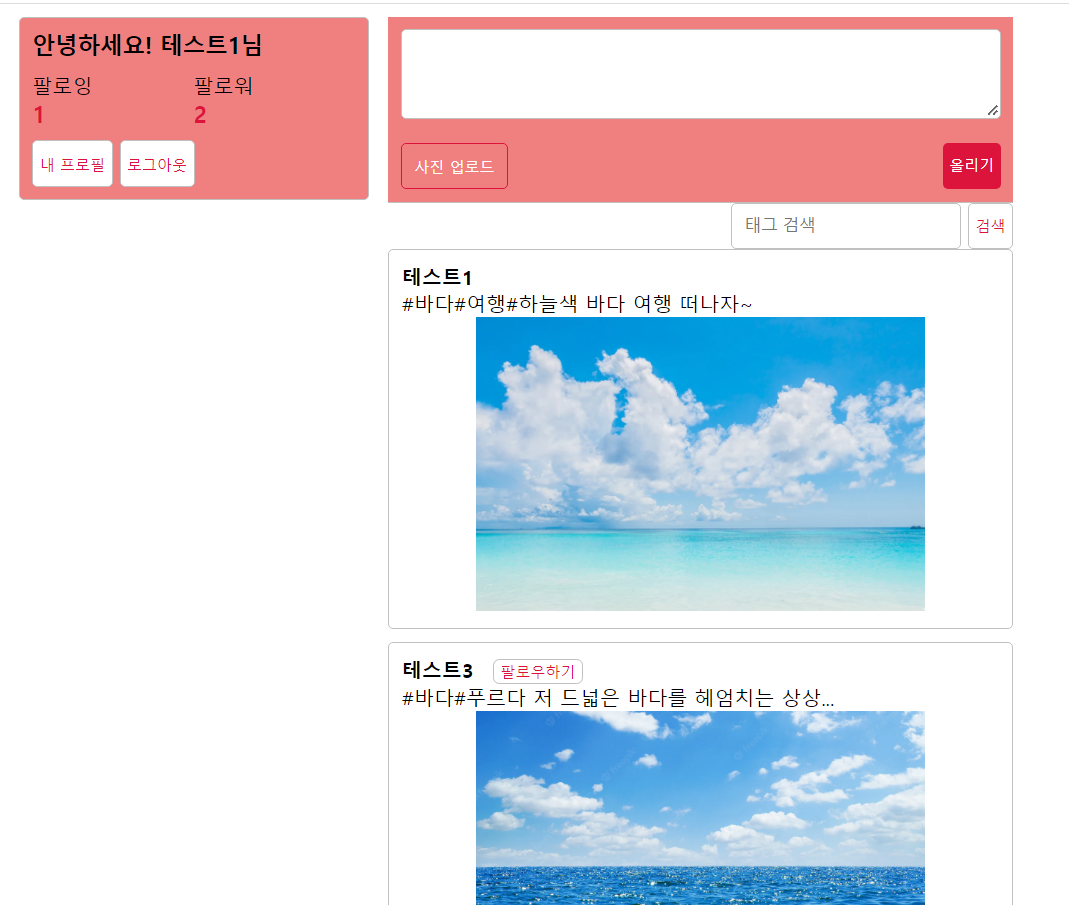 안녕하세요! 테스트1님
팔로잉 팔로워
1 2
내 프로필 로그아웃
사진 업로드 올리기
태그 검색 검색
테스트1
#바다#여행#하늘색 바다 여행 떠나자~
테스트3 팔로우하기
#바다#푸르다 저 드넓은 바다를 헤엄치는 상상...